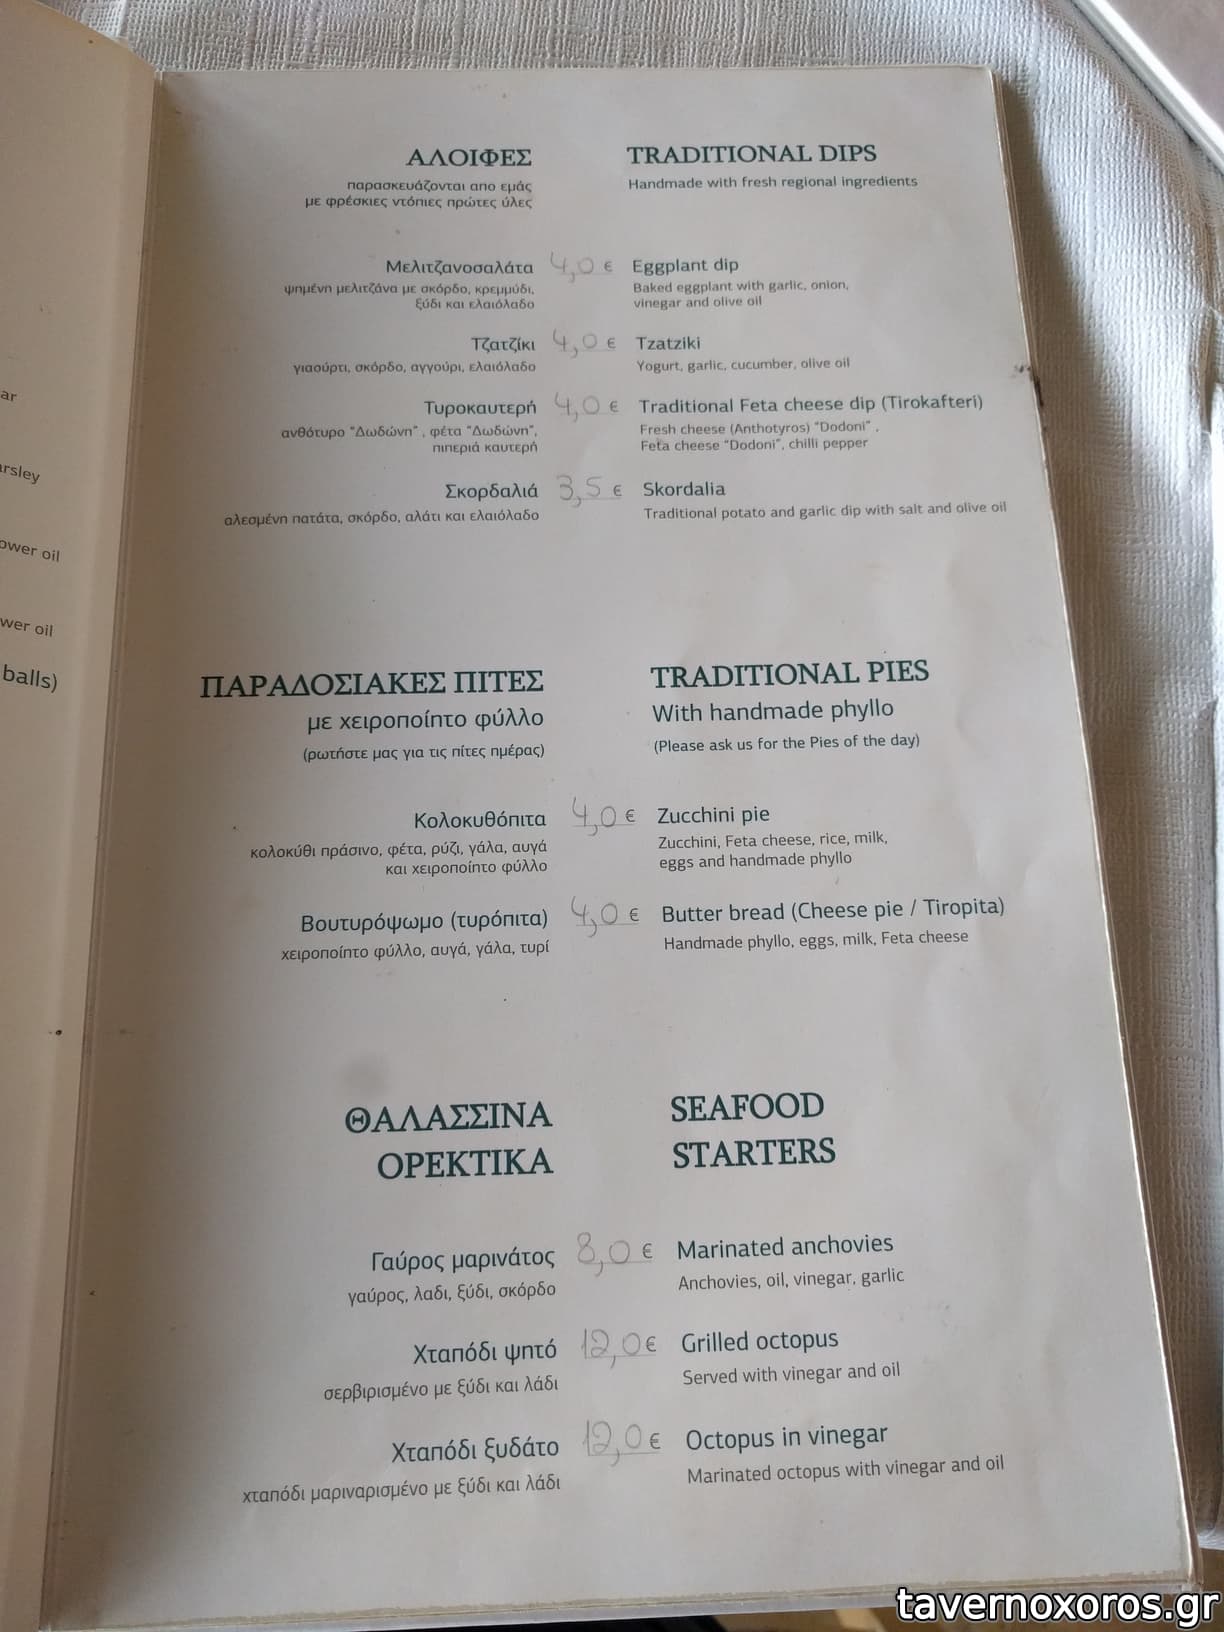 ar
arsley
ower oil
wer oil
balls)
ΑΛΟΙΦΕΣ
παρασκευάζονται απο εμάς
με φρέσκιες ντόπιες πρώτες ύλες
TRADITIONAL DIPS
Handmade with fresh regional ingredients
Μελιτζανοσαλάτα 4,0 € Eggplant dip
ψημένη μελιτζάνα με σκόρδο, κρεμμύδι, Baked eggplant with garlic, onion,
ξύδι και ελαιόλαδο vinegar and olive oil
Τζατζίκι 4,0 € Tzatziki
γιαούρτι, σκόρδο, αγγούρι, ελαιόλαδο Yogurt, garlic, cucumber, olive oil
Τυροκαυτερή 4,0 € Traditional Feta cheese dip (Tirokafteri)
ανθότυρο "Δωδώνη" , φέτα "Δωδώνη", Fresh cheese (Anthotyros) "Dodoni" ,
πιπεριά καυτερή Feta cheese "Dodoni", chilli pepper
Σκορδαλιά 3,5 € Skordalia
αλεσμένη πατάτα, σκόρδο, αλάτι και ελαιόλαδο Traditional potato and garlic dip with salt and olive oil
ΠΑΡΑΔΟΣΙΑΚΕΣ ΠΙΤΕΣ
με χειροποίητο φύλλο
(ρωτήστε μας για τις πίτες ημέρας)
TRADITIONAL PIES
With handmade phyllo
(Please ask us for the Pies of the day)
Κολοκυθόπιτα 4,0 € Zucchini pie
κολοκύθι πράσινο, φέτα, ρύζι, γάλα, αυγά Zucchini, Feta cheese, rice, milk,
και χειροποίητο φύλλο eggs and handmade phyllo
Βουτυρόψωμο (τυρόπιτα) 4,0 € Butter bread (Cheese pie / Tiropita)
χειροποίητο φύλλο, αυγά, γάλα, τυρί Handmade phyllo, eggs, milk, Feta cheese
ΘΑΛΑΣΣΙΝΑ
ΟΡΕΚΤΙΚΑ
SEAFOOD
STARTERS
Γαύρος μαρινάτος 8,0 € Marinated anchovies
γαύρος, λαδι, ξύδι, σκόρδο Anchovies, oil, vinegar, garlic
Χταπόδι ψητό 12,0 € Grilled octopus
σερβιρισμένο με ξύδι και λάδι Served with vinegar and oil
Χταπόδι ξυδάτο 12,0 € Octopus in vinegar
χταπόδι μαριναρισμένο με ξύδι και λάδι Marinated octopus with vinegar and oil
tavernoxoros.gr